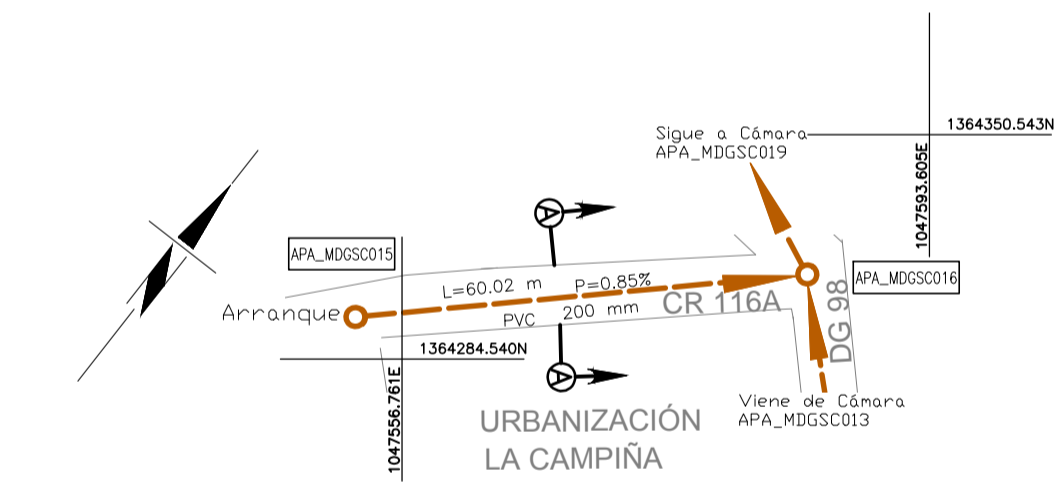 Sigue a Cámara
APA_MDGSC019
1364350.543N
1047593.605E
APA_MDGSC015
APA_MDGSC016
A
L=60.02 m
P=0.85%
Arranque
PVC
200 mm
CR 116A
DG 98
1364284.540N
1047556.761E
A
Viene de Cámara
APA_MDGSC013
URBANIZACIÓN
LA CAMPIÑA